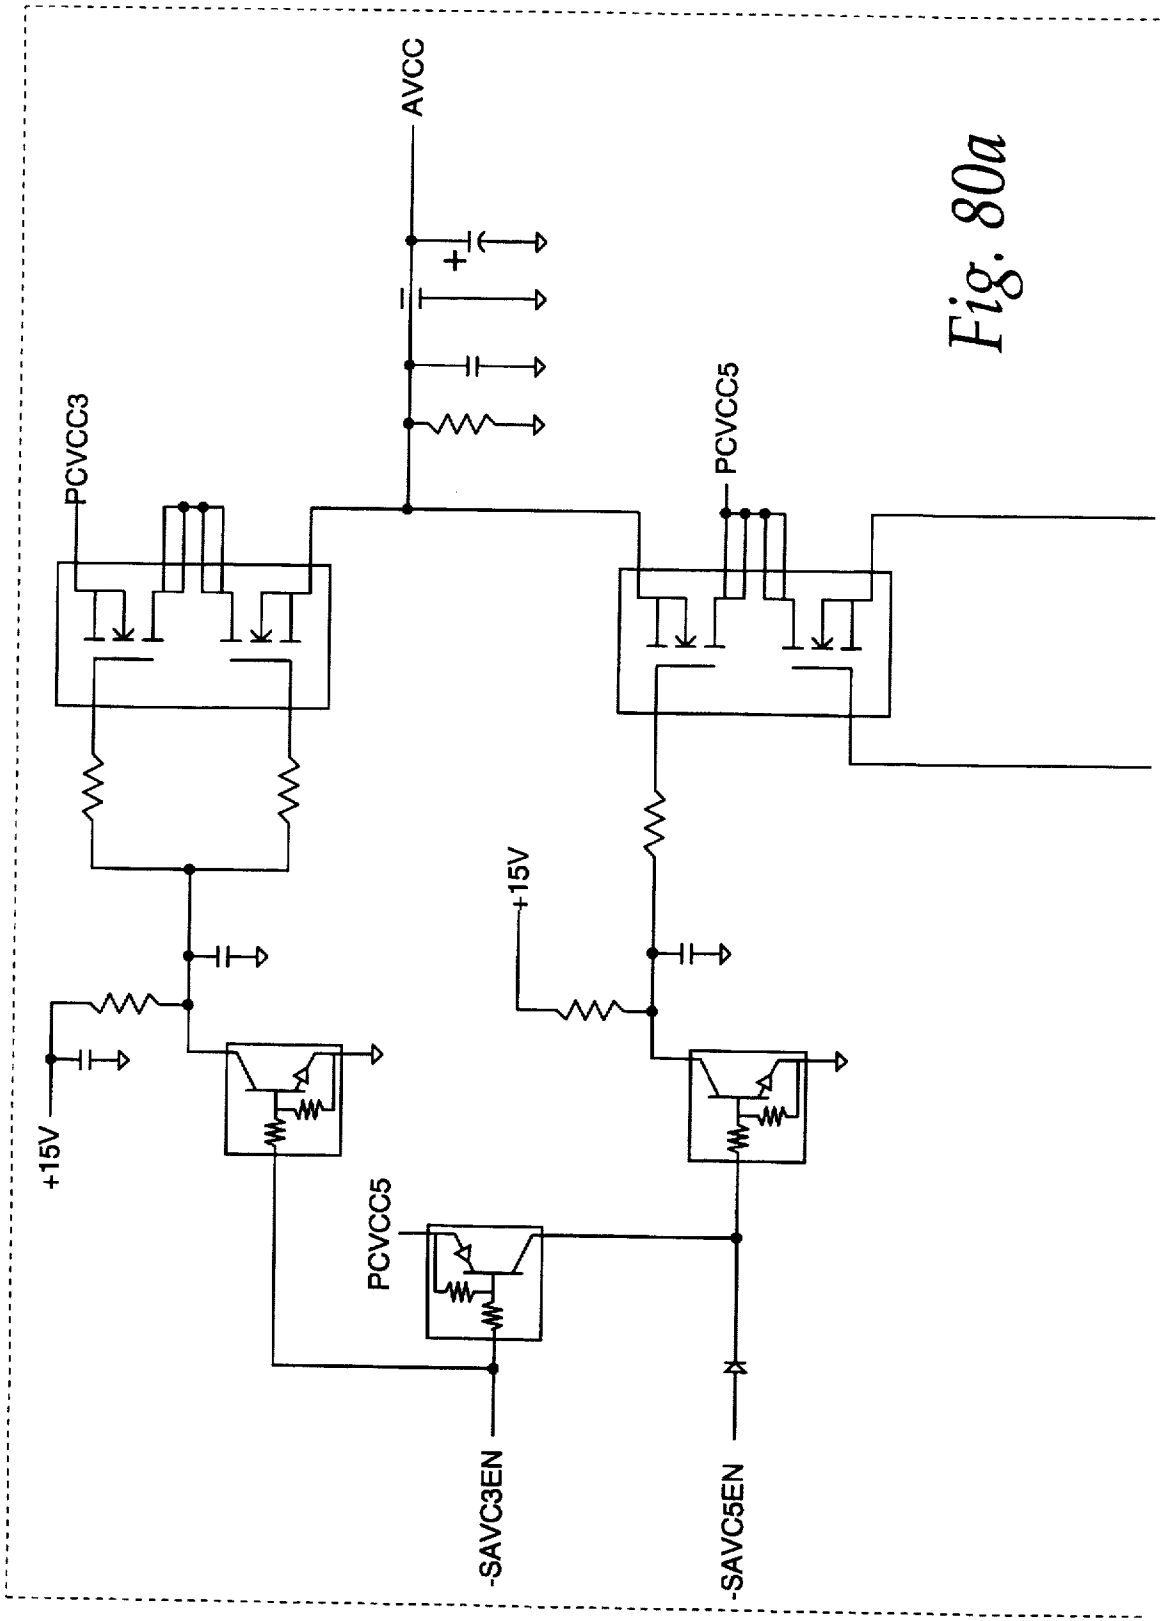 AVCC
PCVCC3
PCVCC5
+15V
+15V
PCVCC5
-SAVC3EN
-SAVC5EN
+
Fig. 80a